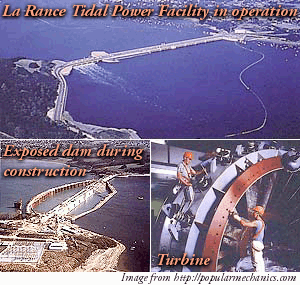 La Rance Tidal Power Facility in operation
Exposed dam during
construction
Turbine
Image from http://popularmechanics.com